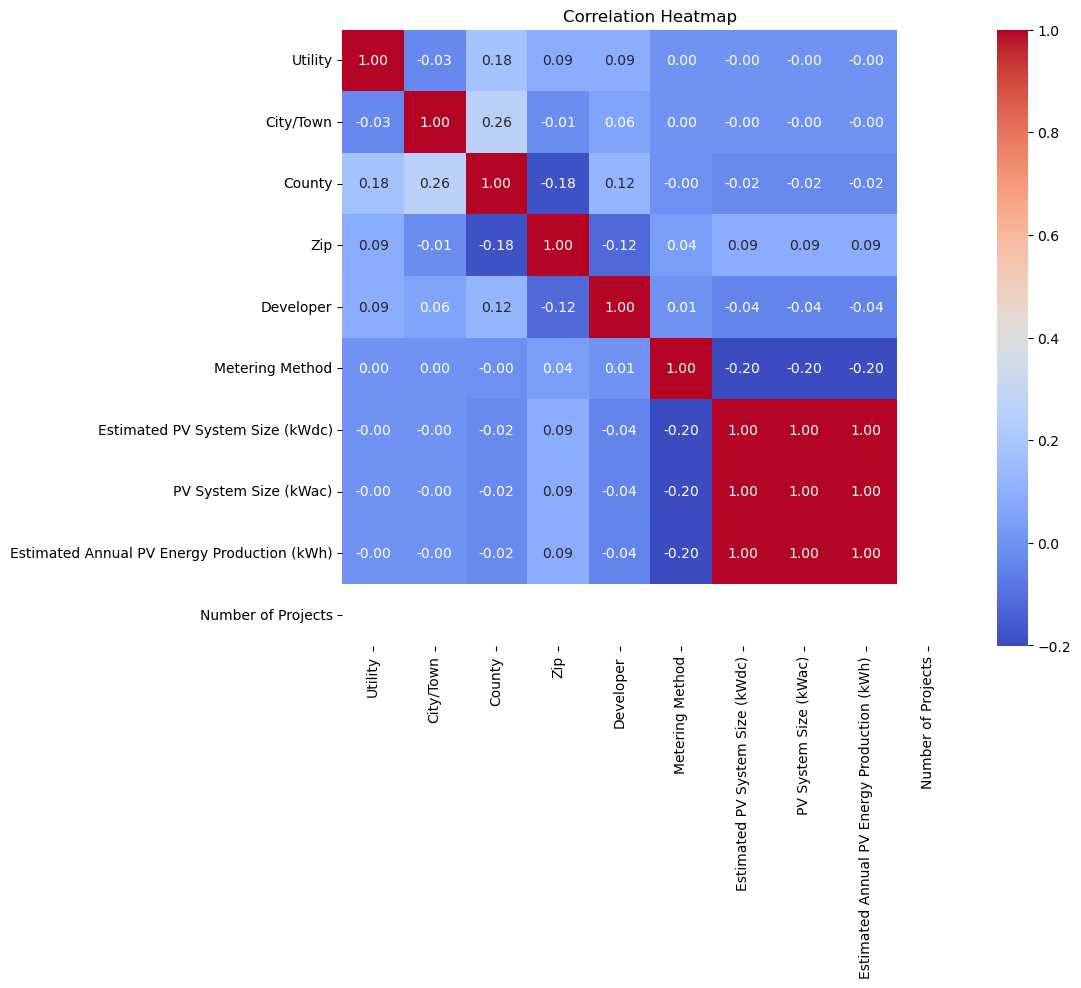 Correlation Heatmap
Utility 1.00 -0.03 0.18 0.09 0.09 0.00 -0.00 -0.00 -0.00
City/Town -0.03 1.00 0.26 -0.01 0.06 0.00 -0.00 -0.00 -0.00
County 0.18 0.26 1.00 -0.18 0.12 -0.00 -0.02 -0.02 -0.02
Zip 0.09 -0.01 -0.18 1.00 -0.12 0.04 0.09 0.09 0.09
Developer 0.09 0.06 0.12 -0.12 1.00 0.01 -0.04 -0.04 -0.04
Metering Method 0.00 0.00 -0.00 0.04 0.01 1.00 -0.20 -0.20 -0.20
Estimated PV System Size (kWdc) -0.00 -0.00 -0.02 0.09 -0.04 -0.20 1.00 1.00 1.00
PV System Size (kWac) -0.00 -0.00 -0.02 0.09 -0.04 -0.20 1.00 1.00 1.00
Estimated Annual PV Energy Production (kWh) -0.00 -0.00 -0.02 0.09 -0.04 -0.20 1.00 1.00 1.00
Number of Projects
Utility
City/Town
County
Zip
Developer
Metering Method
Estimated PV System Size (kWdc)
PV System Size (kWac)
Estimated Annual PV Energy Production (kWh)
Number of Projects
1.0
0.8
0.6
0.4
0.2
0.0
−0.2